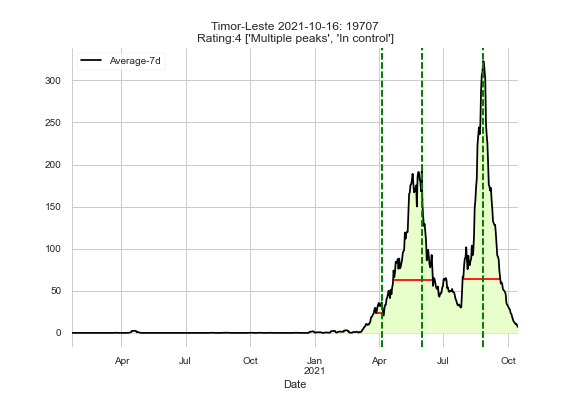 Timor-Leste 2021-10-16: 19707
Rating:4 ['Multiple peaks', 'In control']
Average-7d
300
250
200
150
100
50
0
Apr Jul Oct Jan Apr Jul Oct
2021
Date